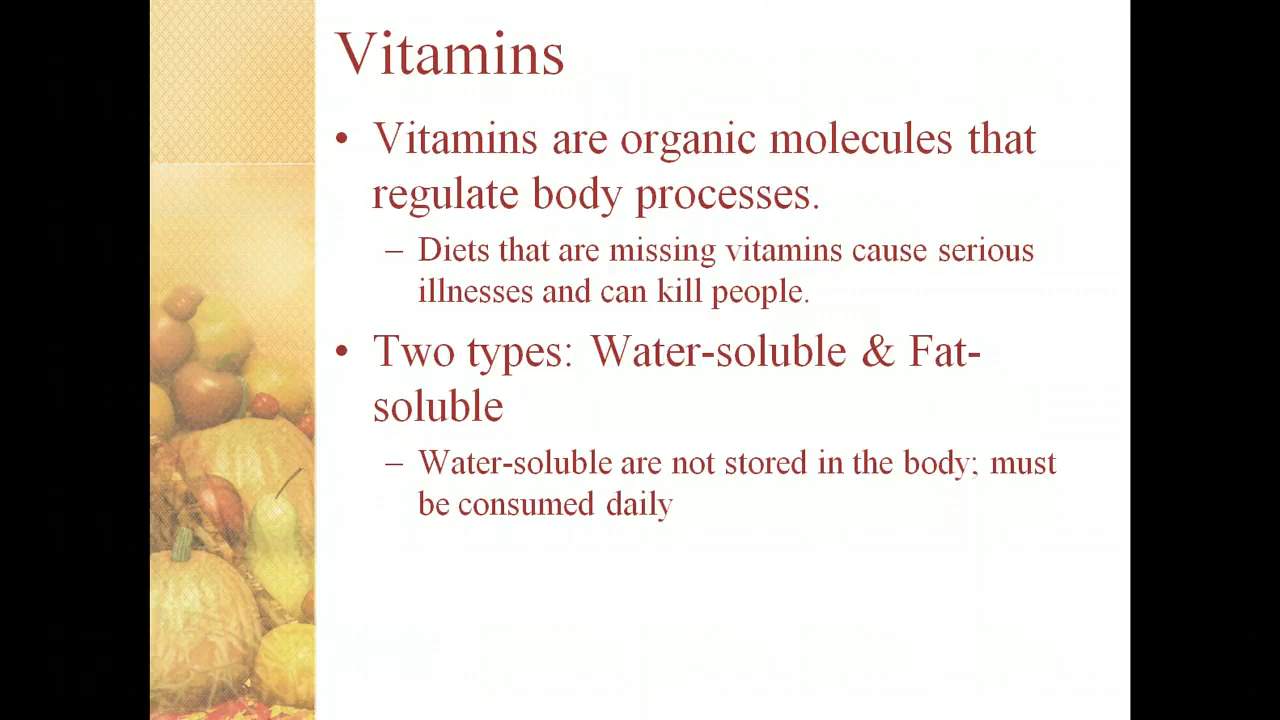 Vitamins
• Vitamins are organic molecules that
regulate body processes.
– Diets that are missing vitamins cause serious
illnesses and can kill people.
• Two types: Water-soluble & Fat-
soluble
– Water-soluble are not stored in the body; must
be consumed daily